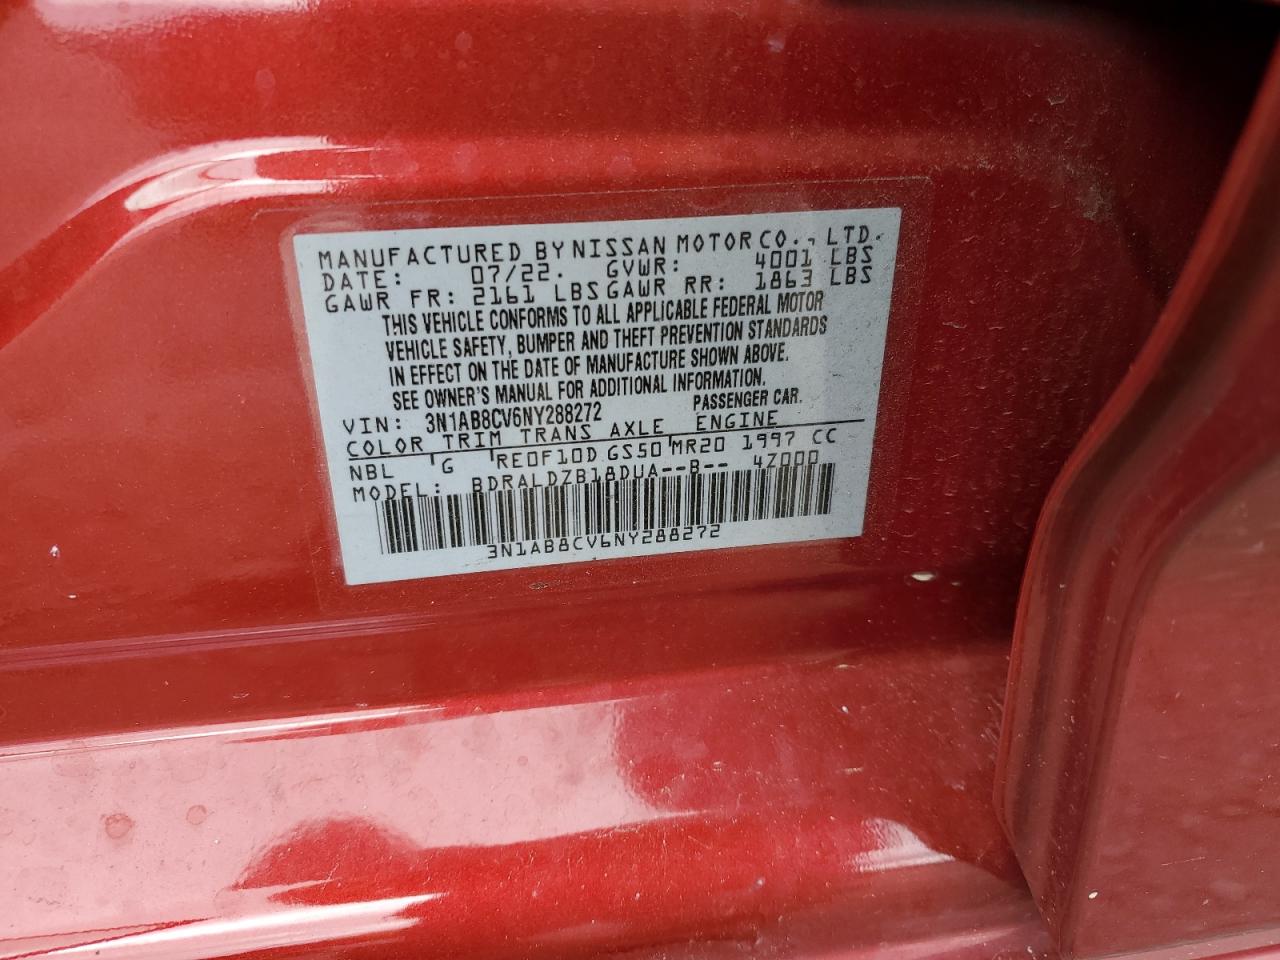 MANUFACTURED BY NISSAN MOTOR CO., LTD.
DATE: 07/22. GVWR: 4001 LBS
GAWR FR: 2161 LBS GAWR RR: 1863 LBS
THIS VEHICLE CONFORMS TO ALL APPLICABLE FEDERAL MOTOR
VEHICLE SAFETY, BUMPER AND THEFT PREVENTION STANDARDS
IN EFFECT ON THE DATE OF MANUFACTURE SHOWN ABOVE.
SEE OWNER'S MANUAL FOR ADDITIONAL INFORMATION.
VIN: 3N1AB8CV6NY288272 PASSENGER CAR.
COLOR TRIM TRANS AXLE ENGINE
NBL G RE0F10D GS50 MR20 1997 CC
MODEL: BDRALDZB18DUA--B-- 4Z000
3N1AB8CV6NY288272